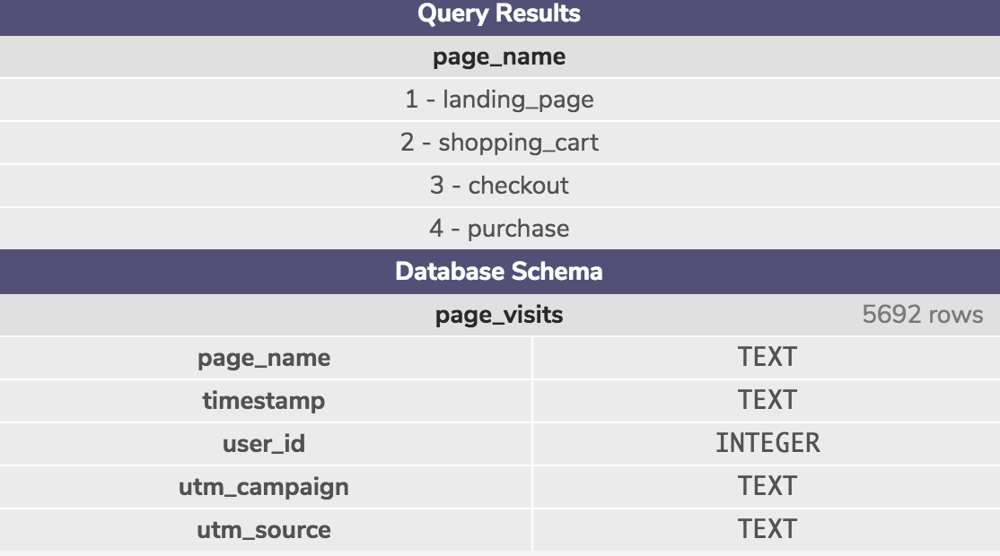 Query Results
page_name
1 - landing_page
2 - shopping_cart
3 - checkout
4 - purchase
Database Schema
page_visits 5692 rows
page_name TEXT
timestamp TEXT
user_id INTEGER
utm_campaign TEXT
utm_source TEXT